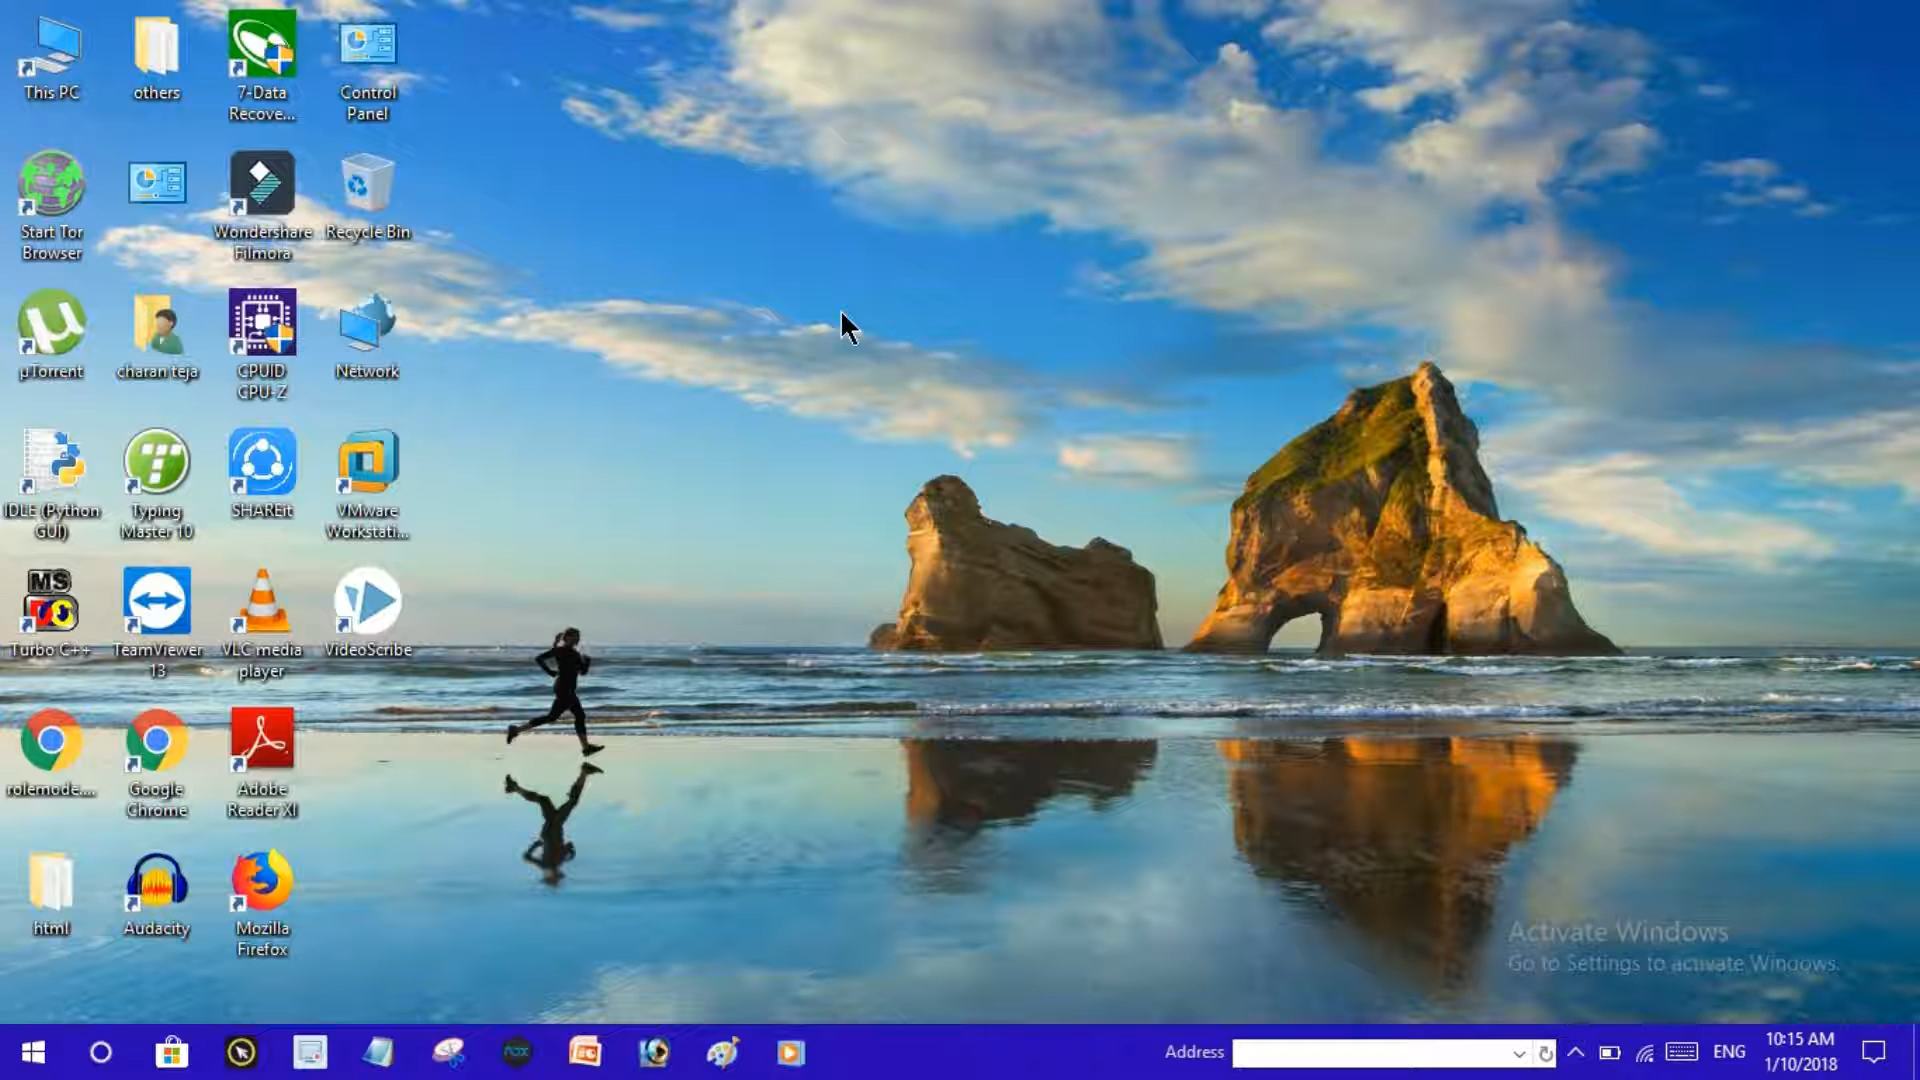 This PC
others
7-Data
Recove...
Control
Panel
Start Tor
Browser
Wondershare
Filmora
Recycle Bin
µTorrent
charan teja
CPUID
CPU-Z
Network
IDLE (Python
GUI)
Typing
Master 10
SHAREit
VMware
Workstati...
MS
Turbo C++
TeamViewer
13
VLC media
player
VideoScribe
rolemode....
Google
Chrome
Adobe
Reader XI
html
Audacity
Mozilla
Firefox
Activate Windows
Go to Settings to activate Windows.
nox
Address
ENG
10:15 AM
1/10/2018